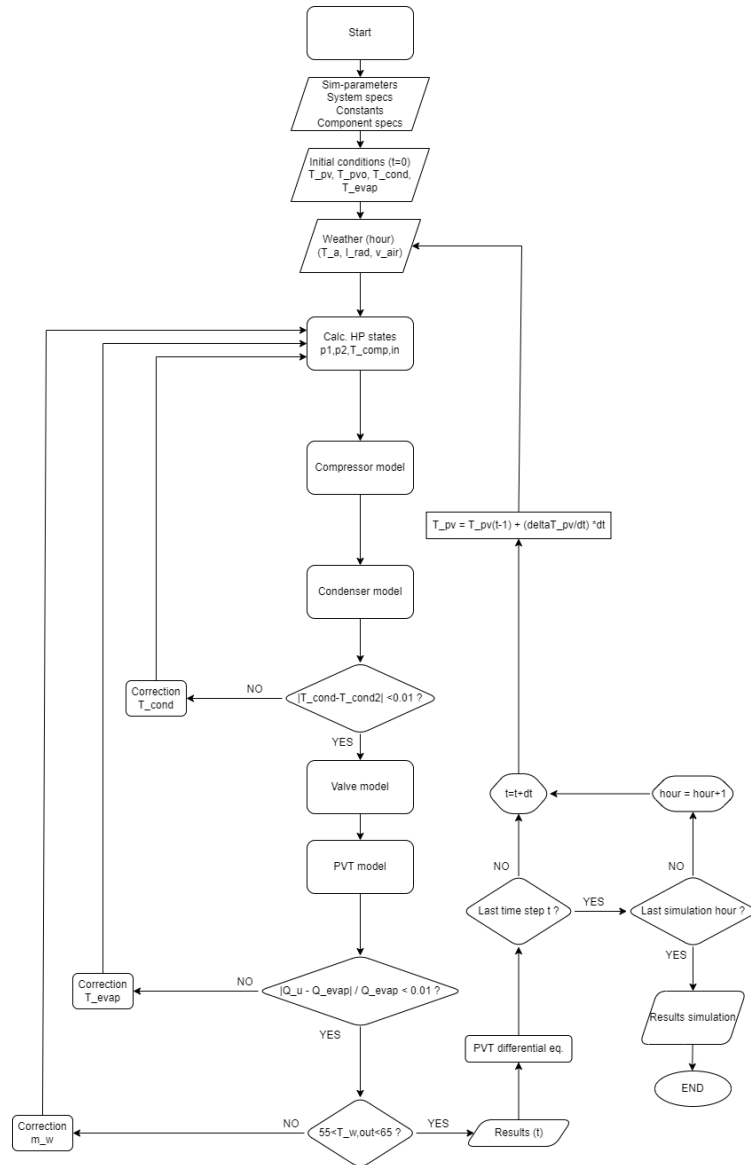 Start
Sim-parameters
System specs
Constants
Component specs
Initial conditions (t=0)
T_pv, T_pvo, T_cond,
T_evap
Weather (hour)
(T_a, I_rad, v_air)
Calc. HP states
p1,p2,T_comp,in
Compressor model
T_pv = T_pv(t-1) + (deltaT_pv/dt) *dt
Condenser model
|T_cond-T_cond2| <0.01 ?
NO
Correction
T_cond
YES
Valve model
t=t+dt
hour = hour+1
PVT model
NO
NO
Last time step t ?
YES
Last simulation hour ?
YES
|Q_u - Q_evap| / Q_evap < 0.01 ?
NO
Correction
T_evap
YES
Results simulation
PVT differential eq.
END
55<T_w,out<65 ?
NO
Correction
m_w
YES
Results (t)